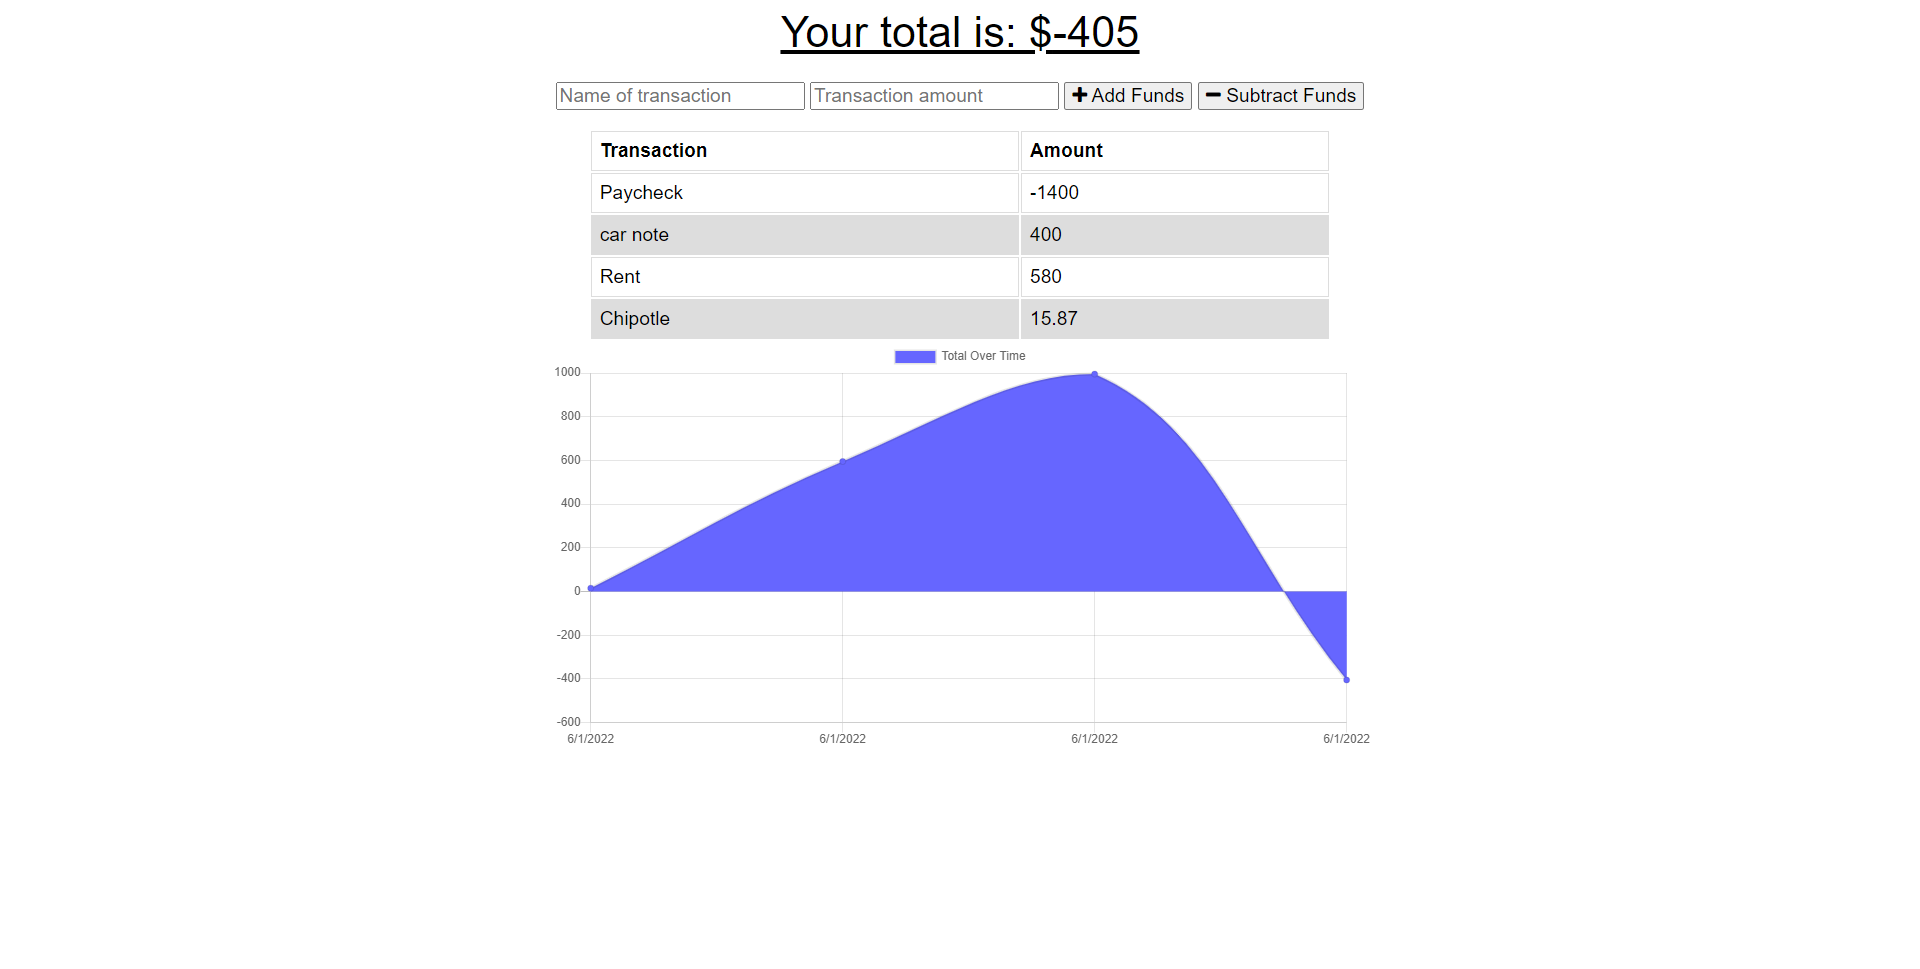 Your total is: $-405
Name of transaction Transaction amount Add Funds Subtract Funds
Transaction Amount
Paycheck -1400
car note 400
Rent 580
Chipotle 15.87
Total Over Time
1000
800
600
400
200
0
-200
-400
-600
6/1/2022 6/1/2022 6/1/2022 6/1/2022